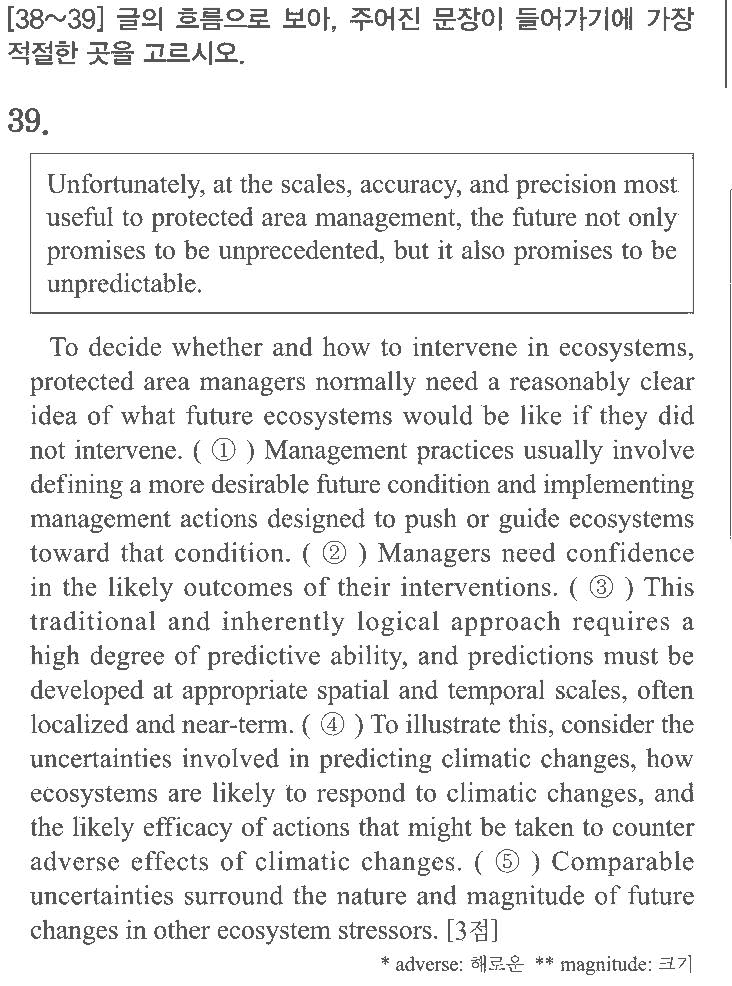 [38~39] 글의 흐름으로 보아, 주어진 문장이 들어가기에 가장
적절한 곳을 고르시오.
39.
Unfortunately, at the scales, accuracy, and precision most
useful to protected area management, the future not only
promises to be unprecedented, but it also promises to be
unpredictable.
To decide whether and how to intervene in ecosystems,
protected area managers normally need a reasonably clear
idea of what future ecosystems would be like if they did
not intervene. ( ① ) Management practices usually involve
defining a more desirable future condition and implementing
management actions designed to push or guide ecosystems
toward that condition. ( ② ) Managers need confidence
in the likely outcomes of their interventions. ( ③ ) This
traditional and inherently logical approach requires a
high degree of predictive ability, and predictions must be
developed at appropriate spatial and temporal scales, often
localized and near-term. ( ④ ) To illustrate this, consider the
uncertainties involved in predicting climatic changes, how
ecosystems are likely to respond to climatic changes, and
the likely efficacy of actions that might be taken to counter
adverse effects of climatic changes. ( ⑤ ) Comparable
uncertainties surround the nature and magnitude of future
changes in other ecosystem stressors. [3점]
* adverse: 해로운 ** magnitude: 크기